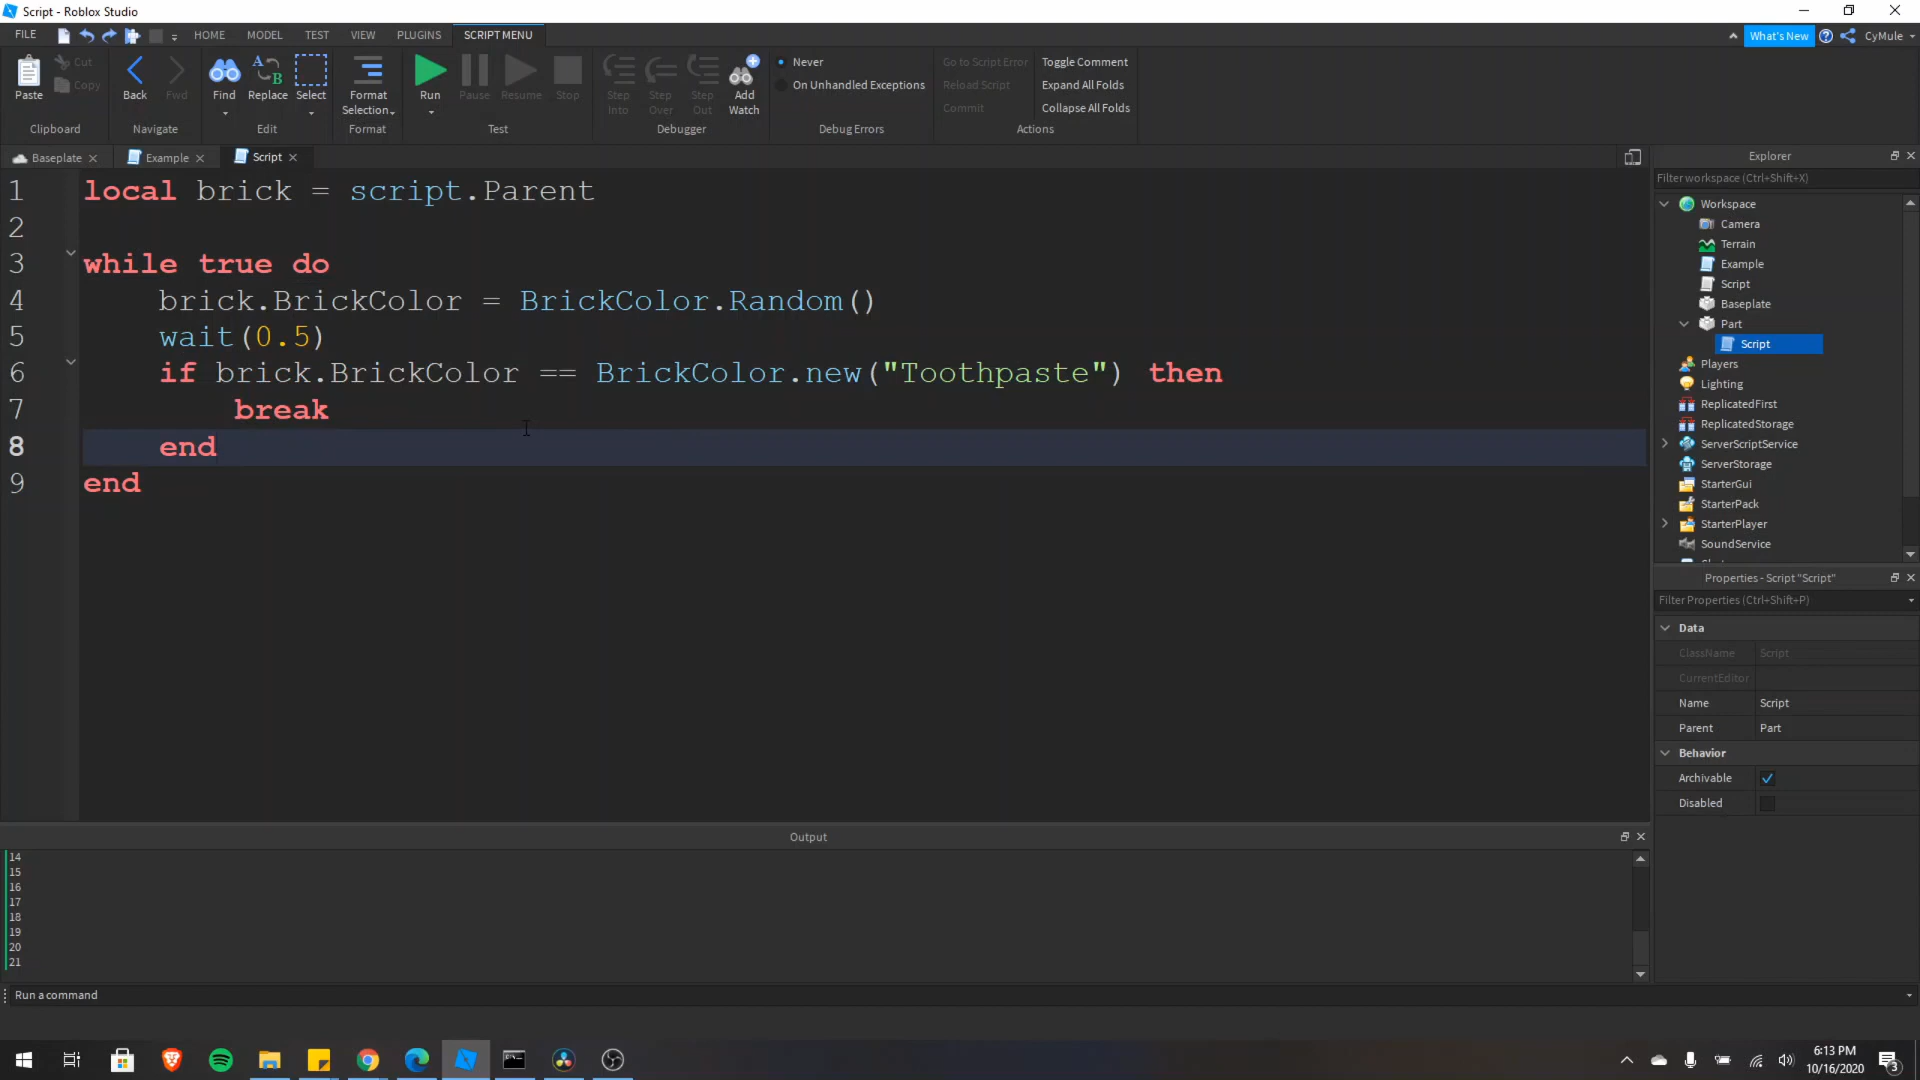 Script - Roblox Studio
FILE HOME MODEL TEST VIEW PLUGINS SCRIPT MENU What's New CyMule
Cut
Copy
Paste Back Fwd Find Replace Select Format Selection Run Pause Resume Stop Step Into Step Over Step Out Add Watch
Never
On Unhandled Exceptions
Go to Script Error
Reload Script
Commit
Toggle Comment
Expand All Folds
Collapse All Folds
Clipboard Navigate Edit Format Test Debugger Debug Errors Actions
Baseplate Example Script
1 local brick = script.Parent
2
3 while true do
4 brick.BrickColor = BrickColor.Random()
5 wait(0.5)
6 if brick.BrickColor == BrickColor.new("Toothpaste") then
7 break
8 end
9 end
Explorer
Filter workspace (Ctrl+Shift+X)
Workspace
Camera
Terrain
Example
Script
Baseplate
Part
Script
Players
Lighting
ReplicatedFirst
ReplicatedStorage
ServerScriptService
ServerStorage
StarterGui
StarterPack
StarterPlayer
SoundService
Properties - Script "Script"
Filter Properties (Ctrl+Shift+P)
Data
ClassName Script
CurrentEditor
Name Script
Parent Part
Behavior
Archivable
Disabled
Output
14
15
16
17
18
19
20
21
Run a command
6:13 PM
10/16/2020
3